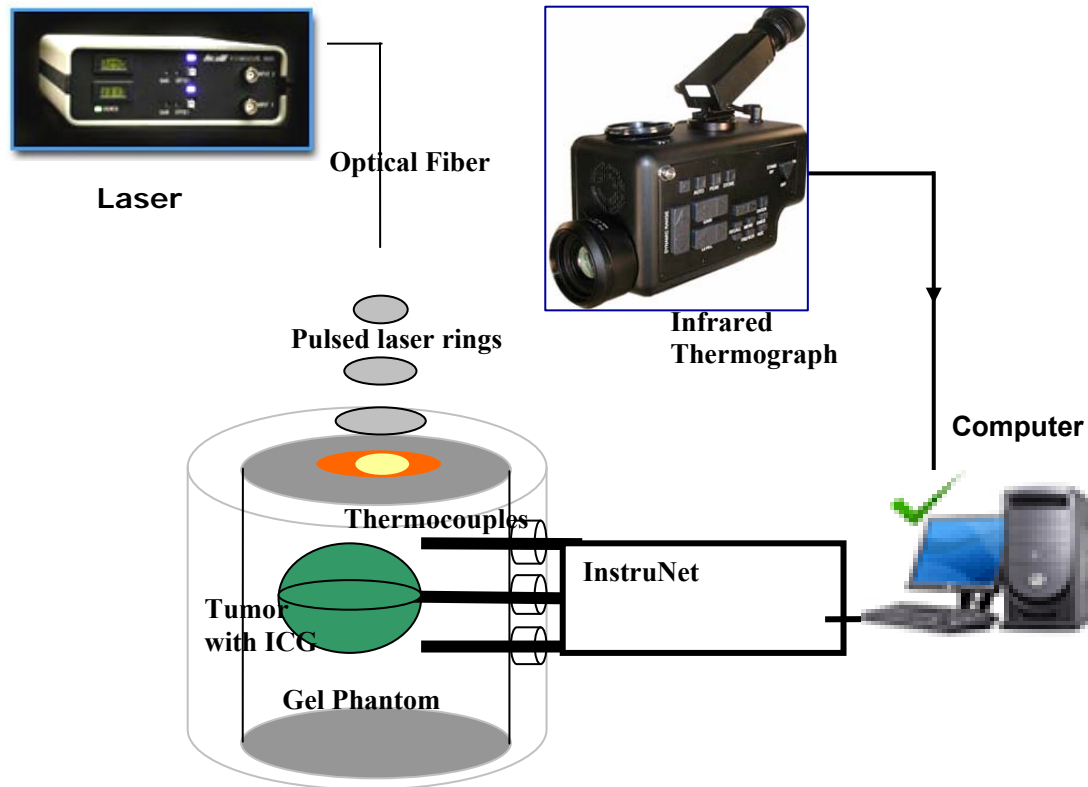 Laser
Optical Fiber
Pulsed laser rings
Infrared
Thermograph
Computer
Thermocouples
InstruNet
Tumor
with ICG
Gel Phantom